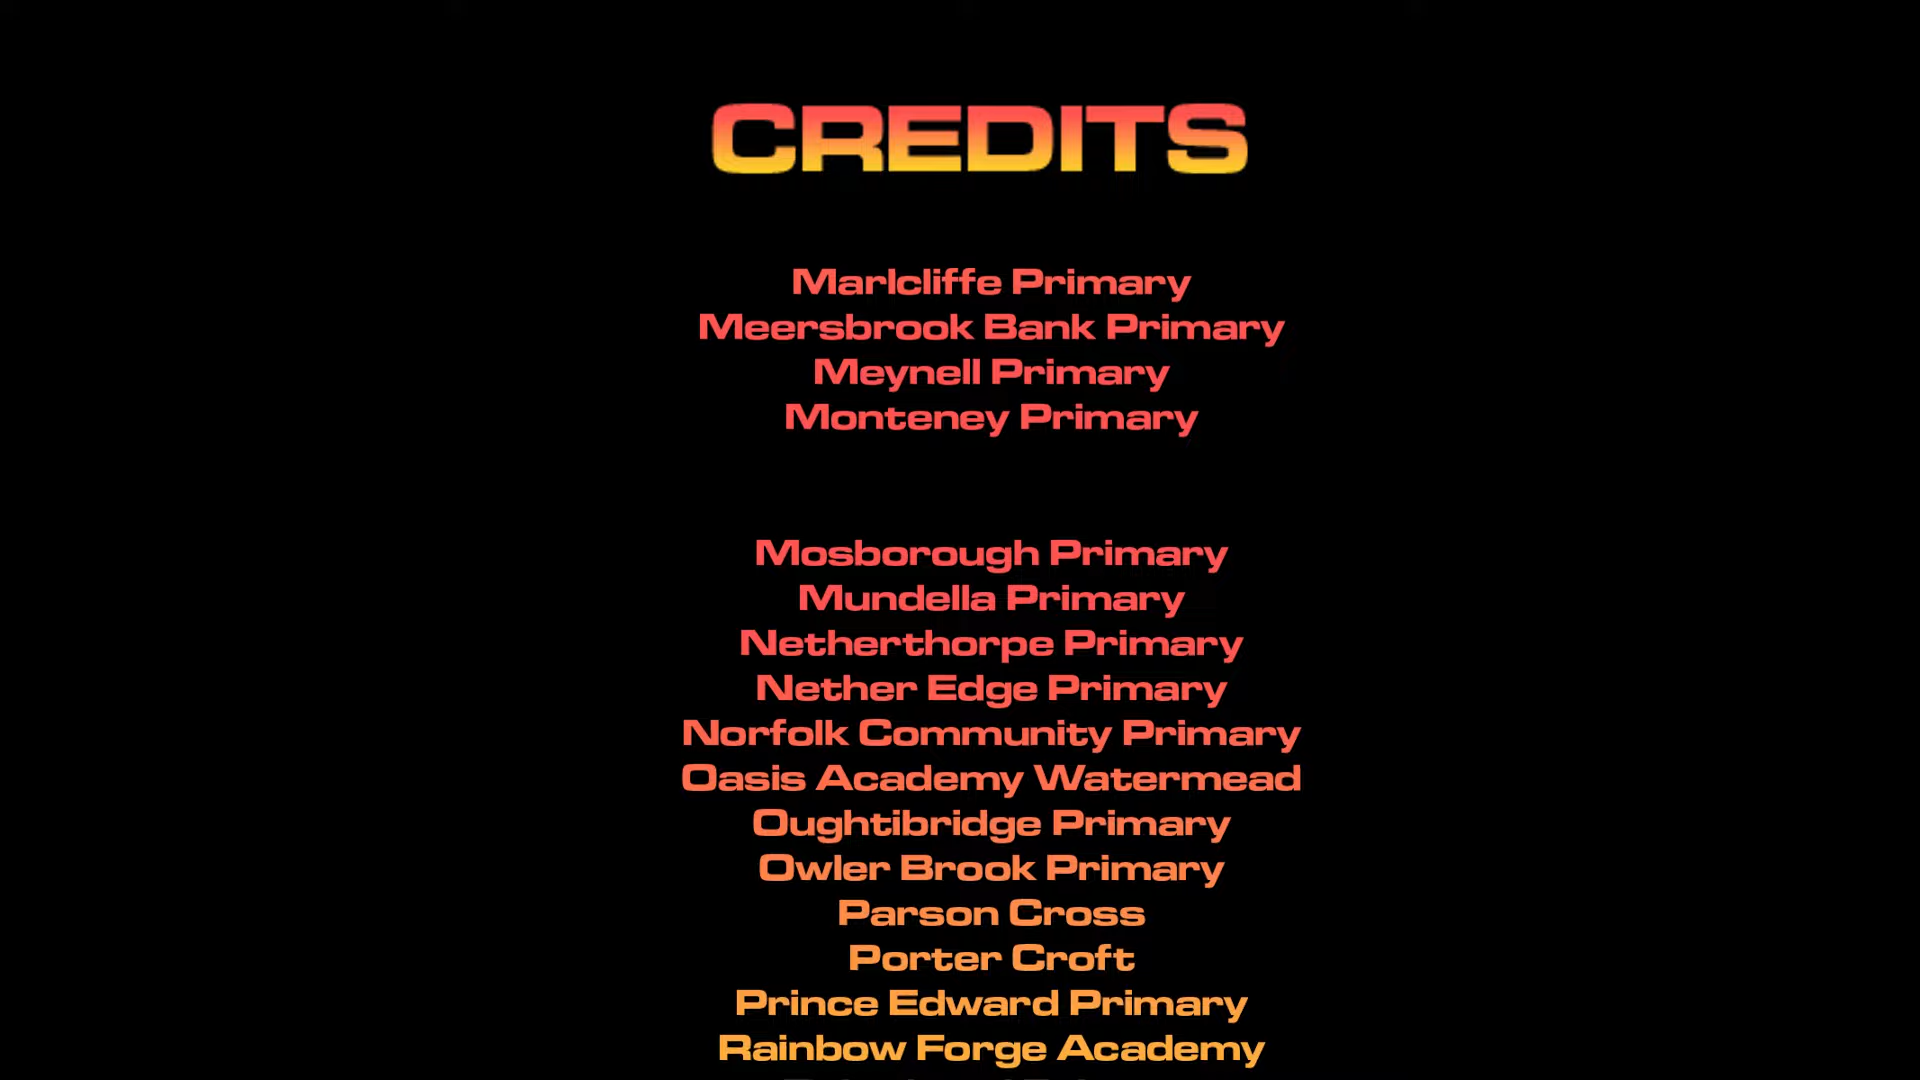 CREDITS
Marlcliffe Primary
Meersbrook Bank Primary
Meynell Primary
Monteney Primary
Mosborough Primary
Mundella Primary
Netherthorpe Primary
Nether Edge Primary
Norfolk Community Primary
Oasis Academy Watermead
Oughtibridge Primary
Owler Brook Primary
Parson Cross
Porter Croft
Prince Edward Primary
Rainbow Forge Academy